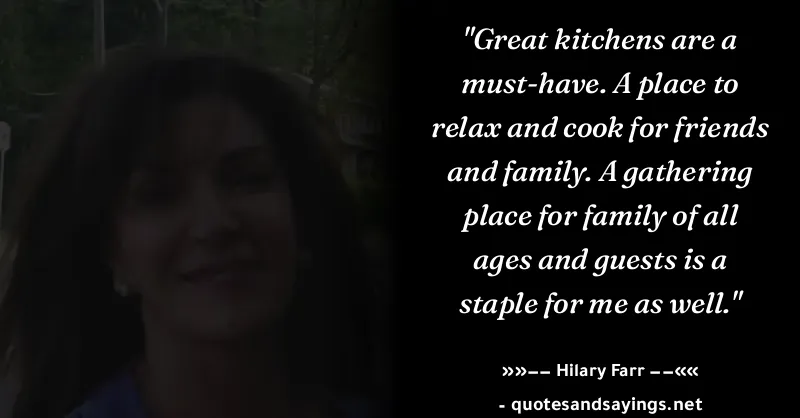 "Great kitchens are a
must-have. A place to
relax and cook for friends
and family. A gathering
place for family of all
ages and guests is a
staple for me as well."
»»–– Hilary Farr ––««
- quotesandsayings.net